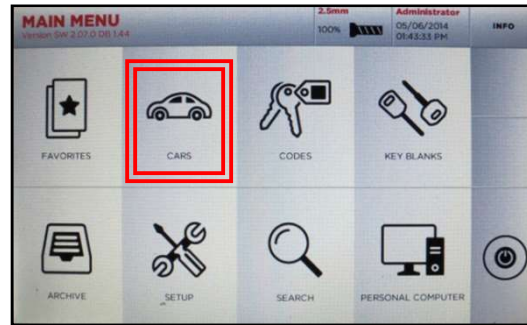 MAIN MENU
Version SW 2.07.0 DB 1.44
2.5mm
100%
Administrator
05/06/2014
01:43:33 PM
INFO
FAVORITES
CARS
CODES
KEY BLANKS
ARCHIVE
SETUP
SEARCH
PERSONAL COMPUTER